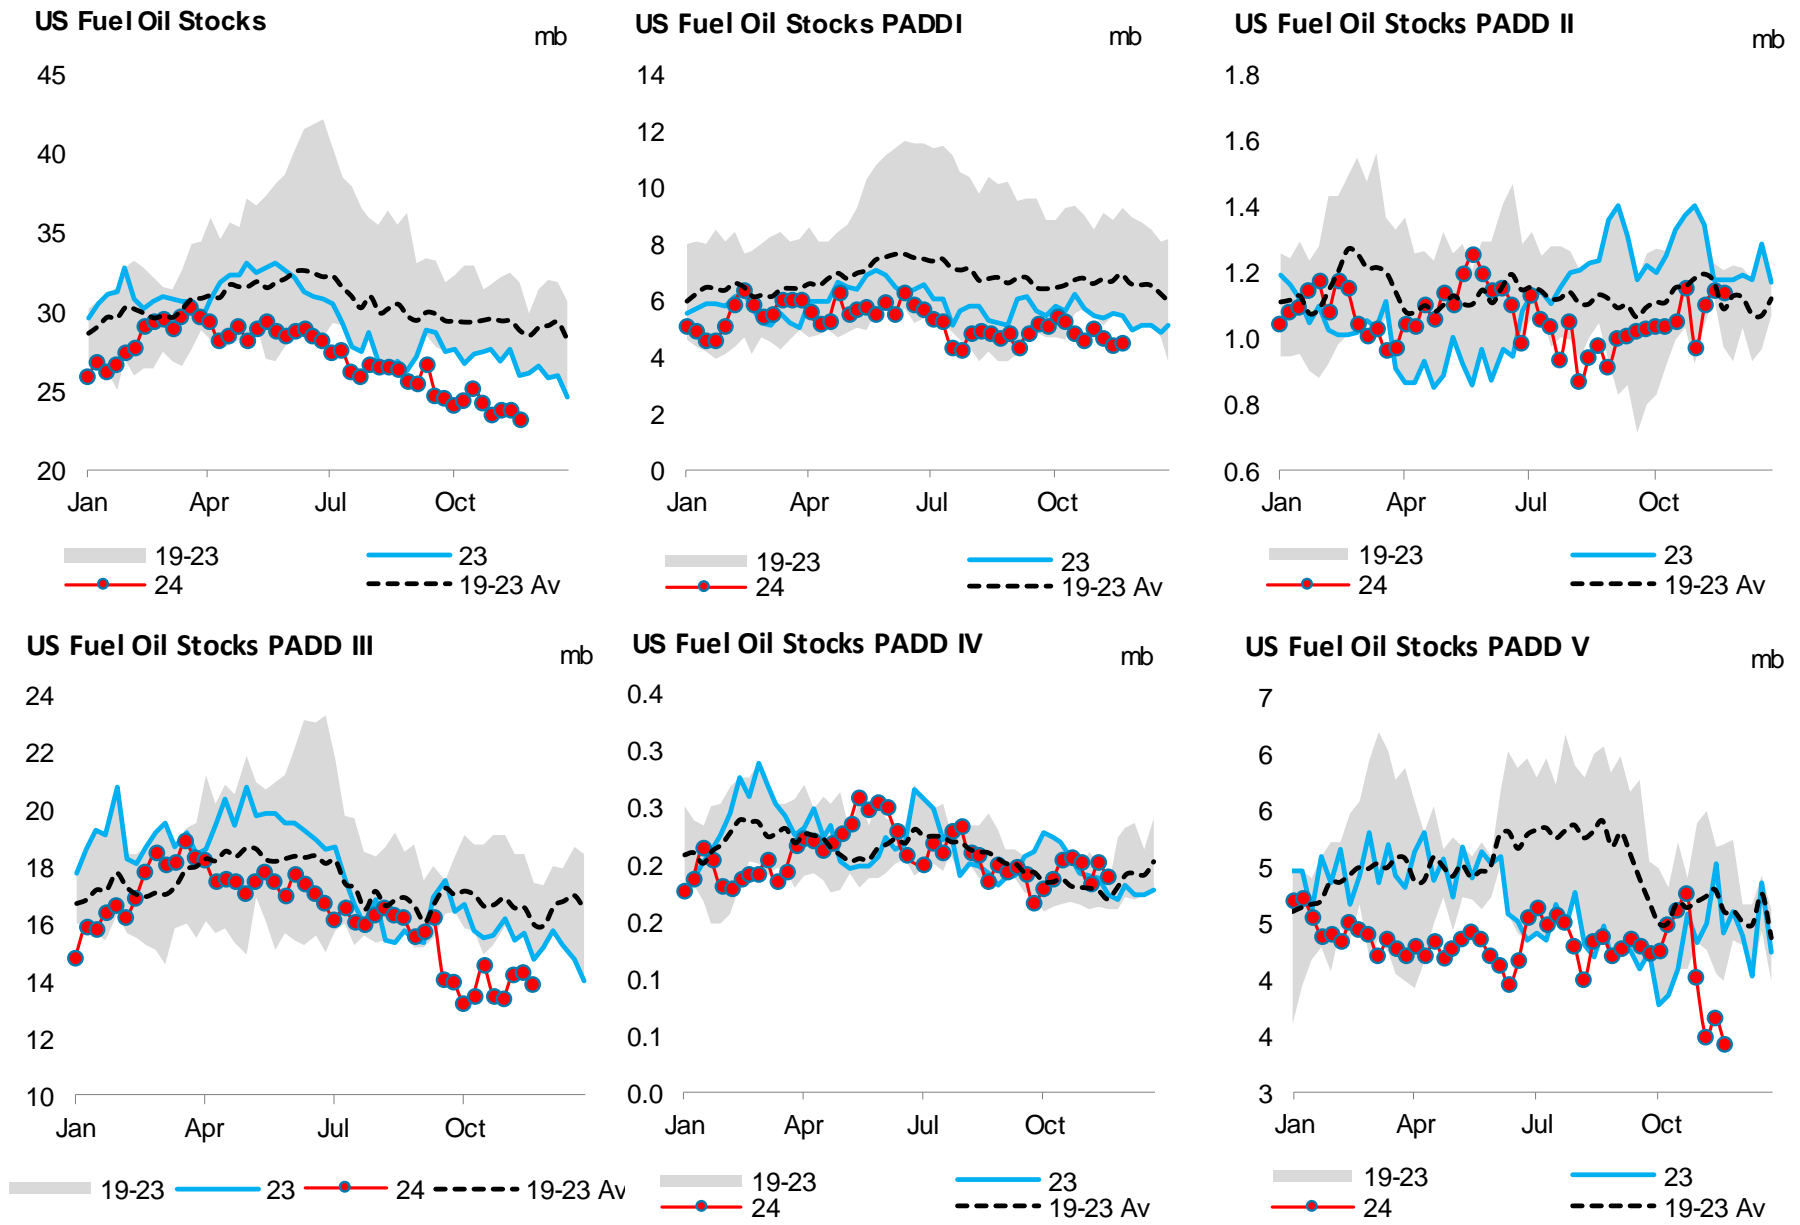 US Fuel Oil Stocks
mb
45
40
35
30
25
20
Jan Apr Jul Oct
19-23 23
24 19-23 Av
US Fuel Oil Stocks PADDI
mb
14
12
10
8
6
4
2
0
Jan Apr Jul Oct
19-23 23
24 19-23 Av
US Fuel Oil Stocks PADD II
mb
1.8
1.6
1.4
1.2
1.0
0.8
0.6
Jan Apr Jul Oct
19-23 23
24 19-23 Av
US Fuel Oil Stocks PADD III
mb
24
22
20
18
16
14
12
10
Jan Apr Jul Oct
19-23 23 24 19-23 Av
US Fuel Oil Stocks PADD IV
mb
0.4
0.3
0.3
0.2
0.2
0.1
0.1
0.0
Jan Apr Jul Oct
19-23 23
24 19-23 Av
US Fuel Oil Stocks PADD V
mb
7
6
6
5
5
4
4
3
Jan Apr Jul Oct
19-23 23
24 19-23 Av